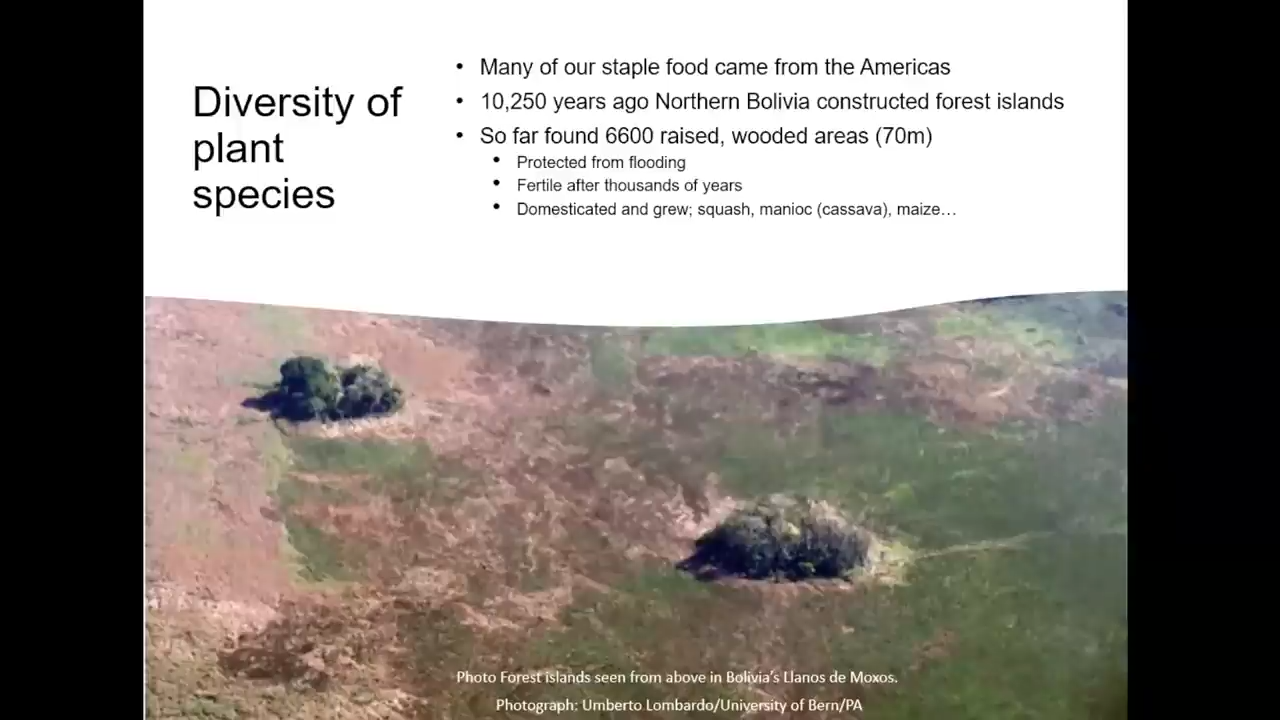 Diversity of
plant
species
• Many of our staple food came from the Americas
• 10,250 years ago Northern Bolivia constructed forest islands
• So far found 6600 raised, wooded areas (70m)
• Protected from flooding
• Fertile after thousands of years
• Domesticated and grew; squash, manioc (cassava), maize…
Photo Forest islands seen from above in Bolivia’s Llanos de Moxos.
Photograph: Umberto Lombardo/University of Bern/PA